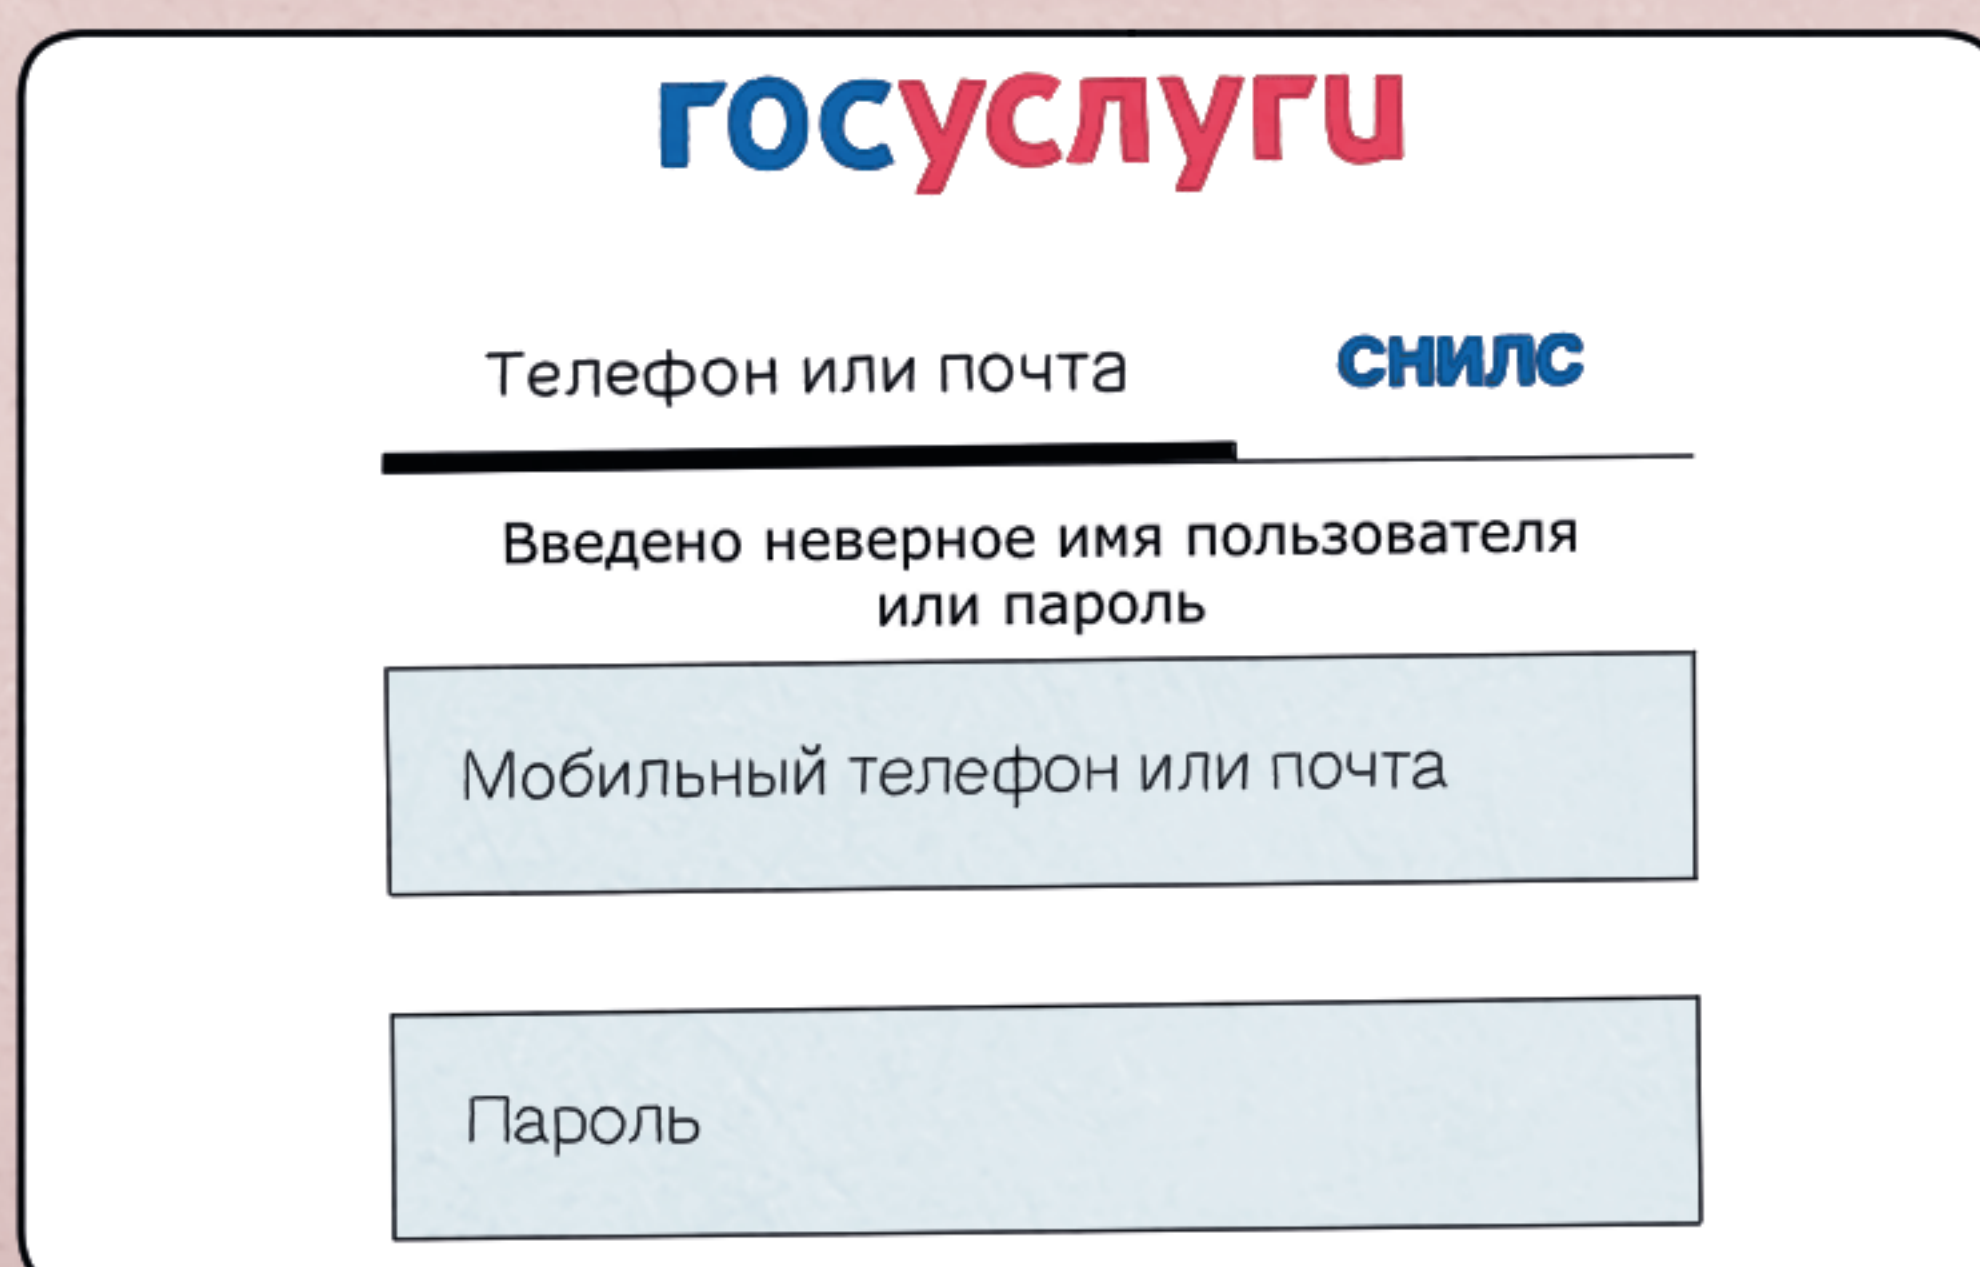 госуслуги
Телефон или почта СНИЛС
Введено неверное имя пользователя
или пароль
Мобильный телефон или почта
Пароль